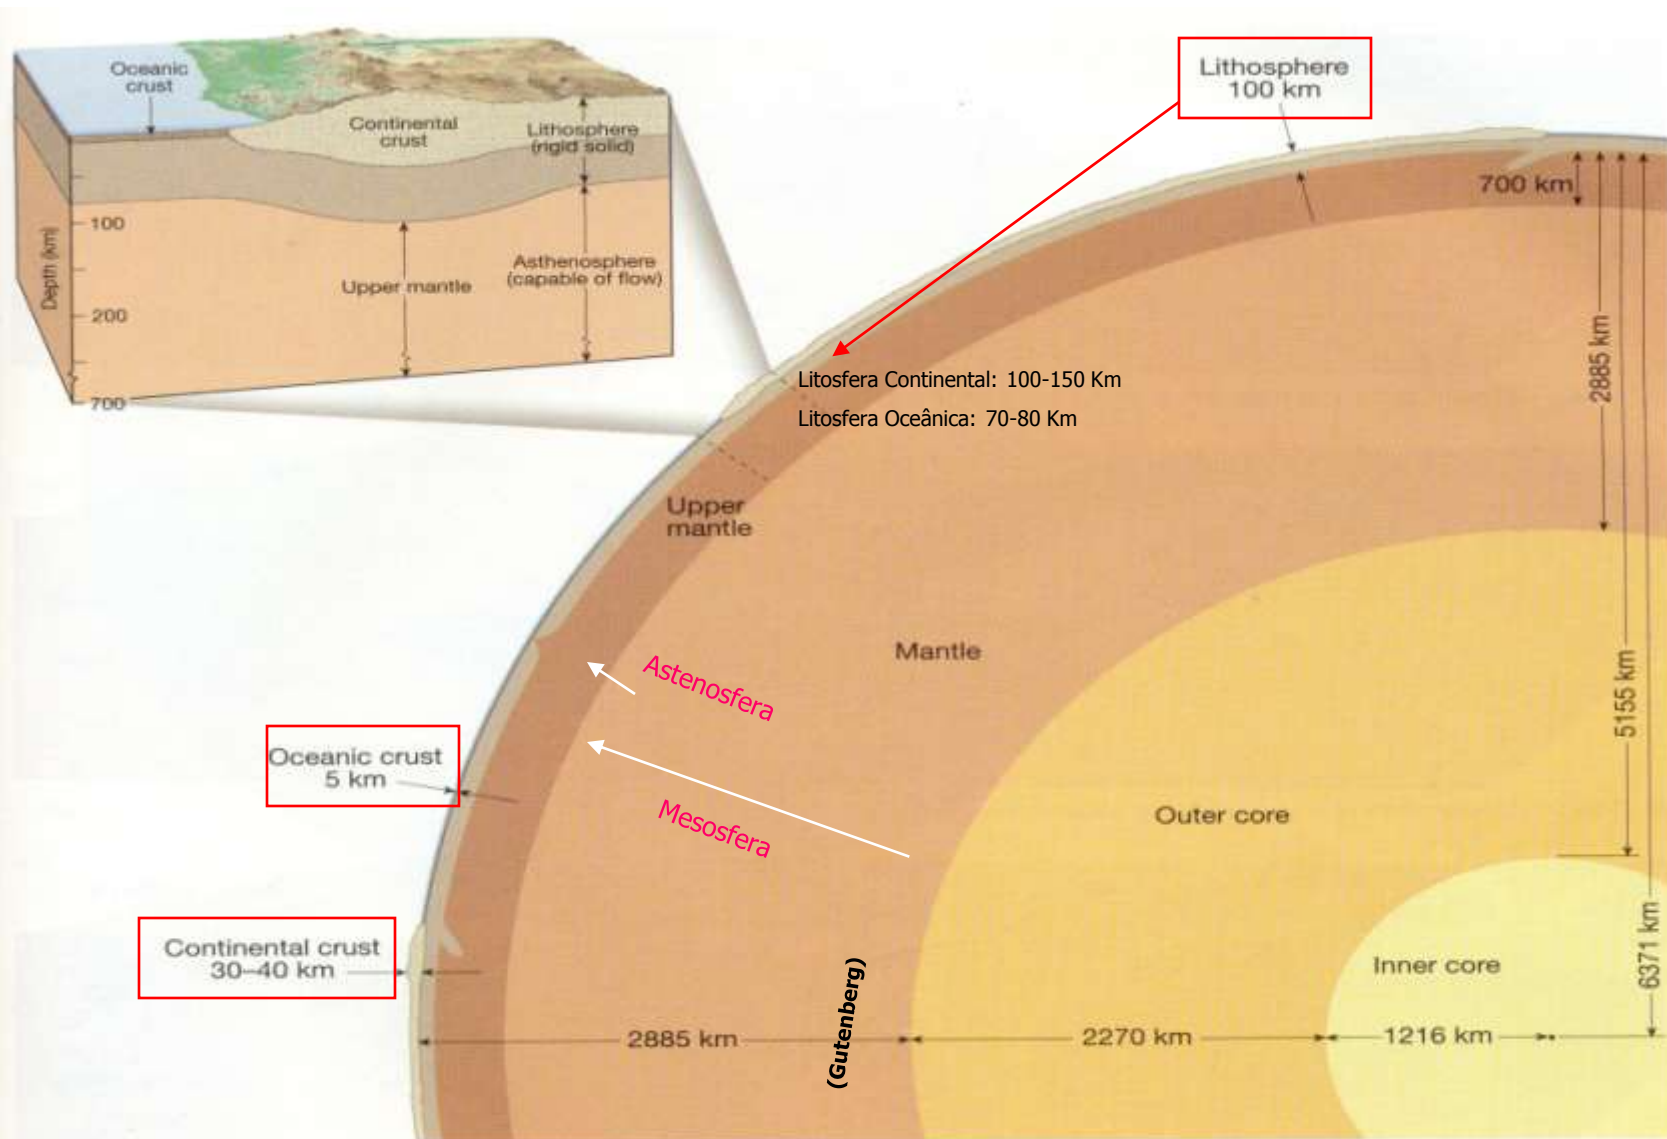 Oceanic
crust
Continental
crust
Lithosphere
(rigid solid)
100
Depth (km)
Upper mantle
Asthenosphere
(capable of flow)
200
700
Lithosphere
100 km
700 km
Litosfera Continental: 100-150 Km
Litosfera Oceânica: 70-80 Km
2885 km
Upper
mantle
Mantle
Astenosfera
5155 km
Oceanic crust
5 km
Mesosfera
Outer core
Continental crust
30–40 km
Inner core
6371 km
(Gutenberg)
2885 km
2270 km
1216 km